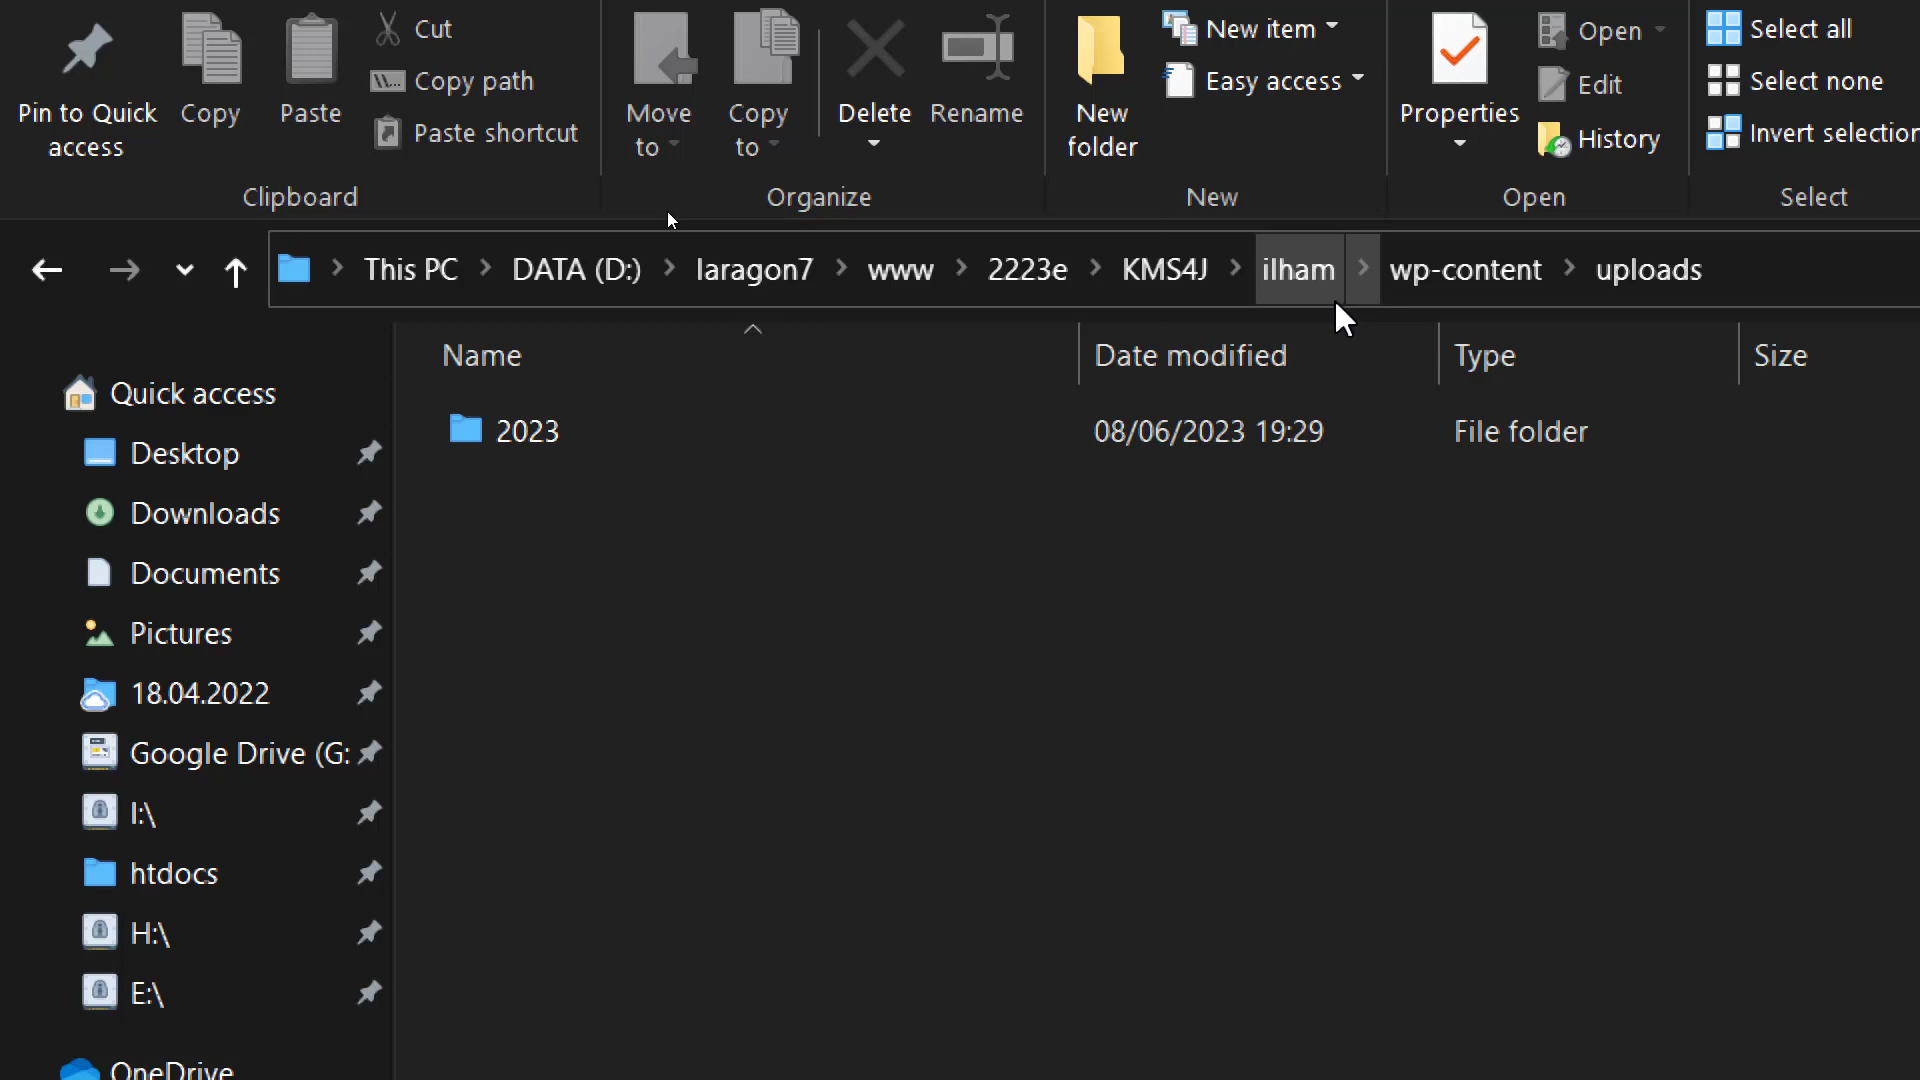 Pin to Quick access
Copy
Paste
Cut
Copy path
Paste shortcut
Clipboard
Move to
Copy to
Delete
Rename
Organize
New folder
New item
Easy access
New
Properties
Open
Edit
History
Open
Select all
Select none
Invert selection
Select
This PC > DATA (D:) > laragon7 > www > 2223e > KMS4J > ilham > wp-content > uploads
Name
Date modified
Type
Size
2023
08/06/2023 19:29
File folder
Quick access
Desktop
Downloads
Documents
Pictures
18.04.2022
Google Drive (G:
I:\
htdocs
H:\
E:\
OneDrive